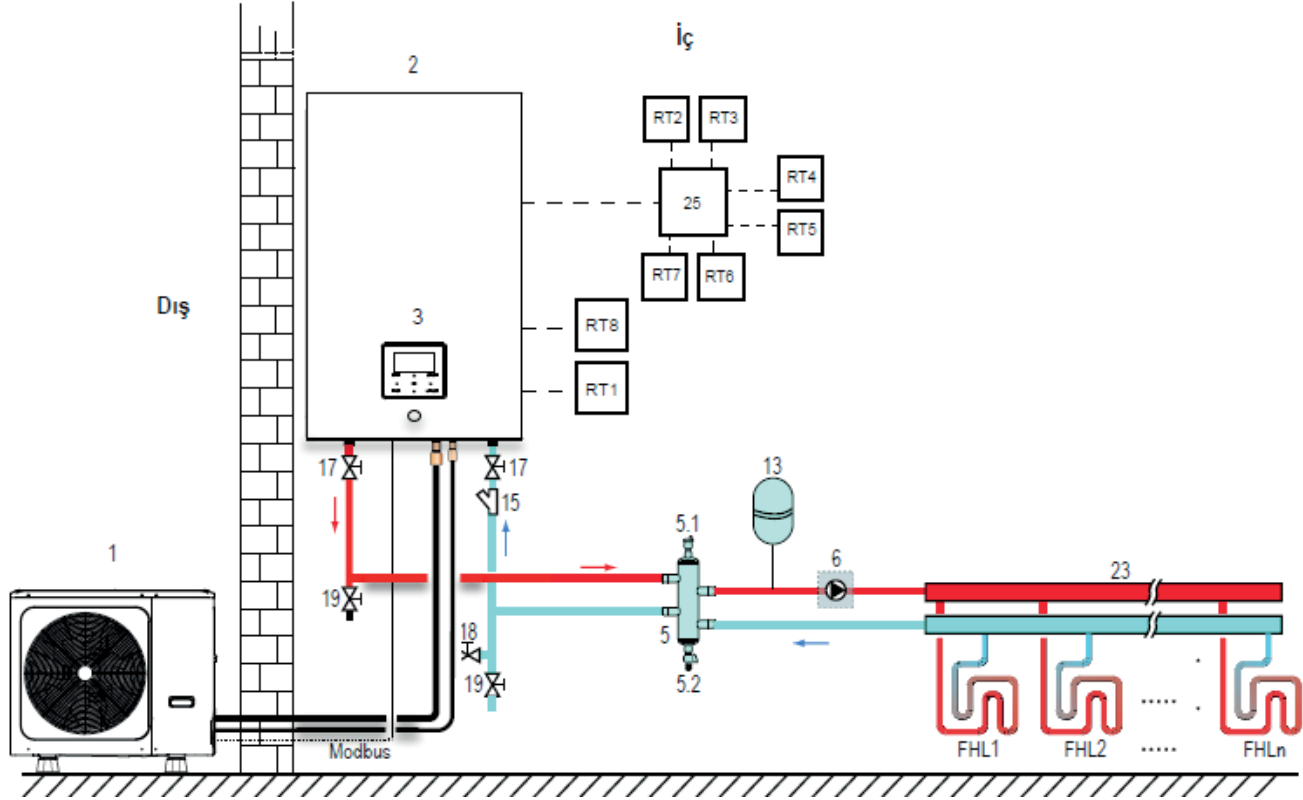 İç
2
RT2
RT3
RT4
25
RT5
RT7
RT6
Dış
3
RT8
RT1
17
17
15
13
1
5.1
6
23
19
18
5
19
5.2
Modbus
FHL1
FHL2
.....
.....
FHLn